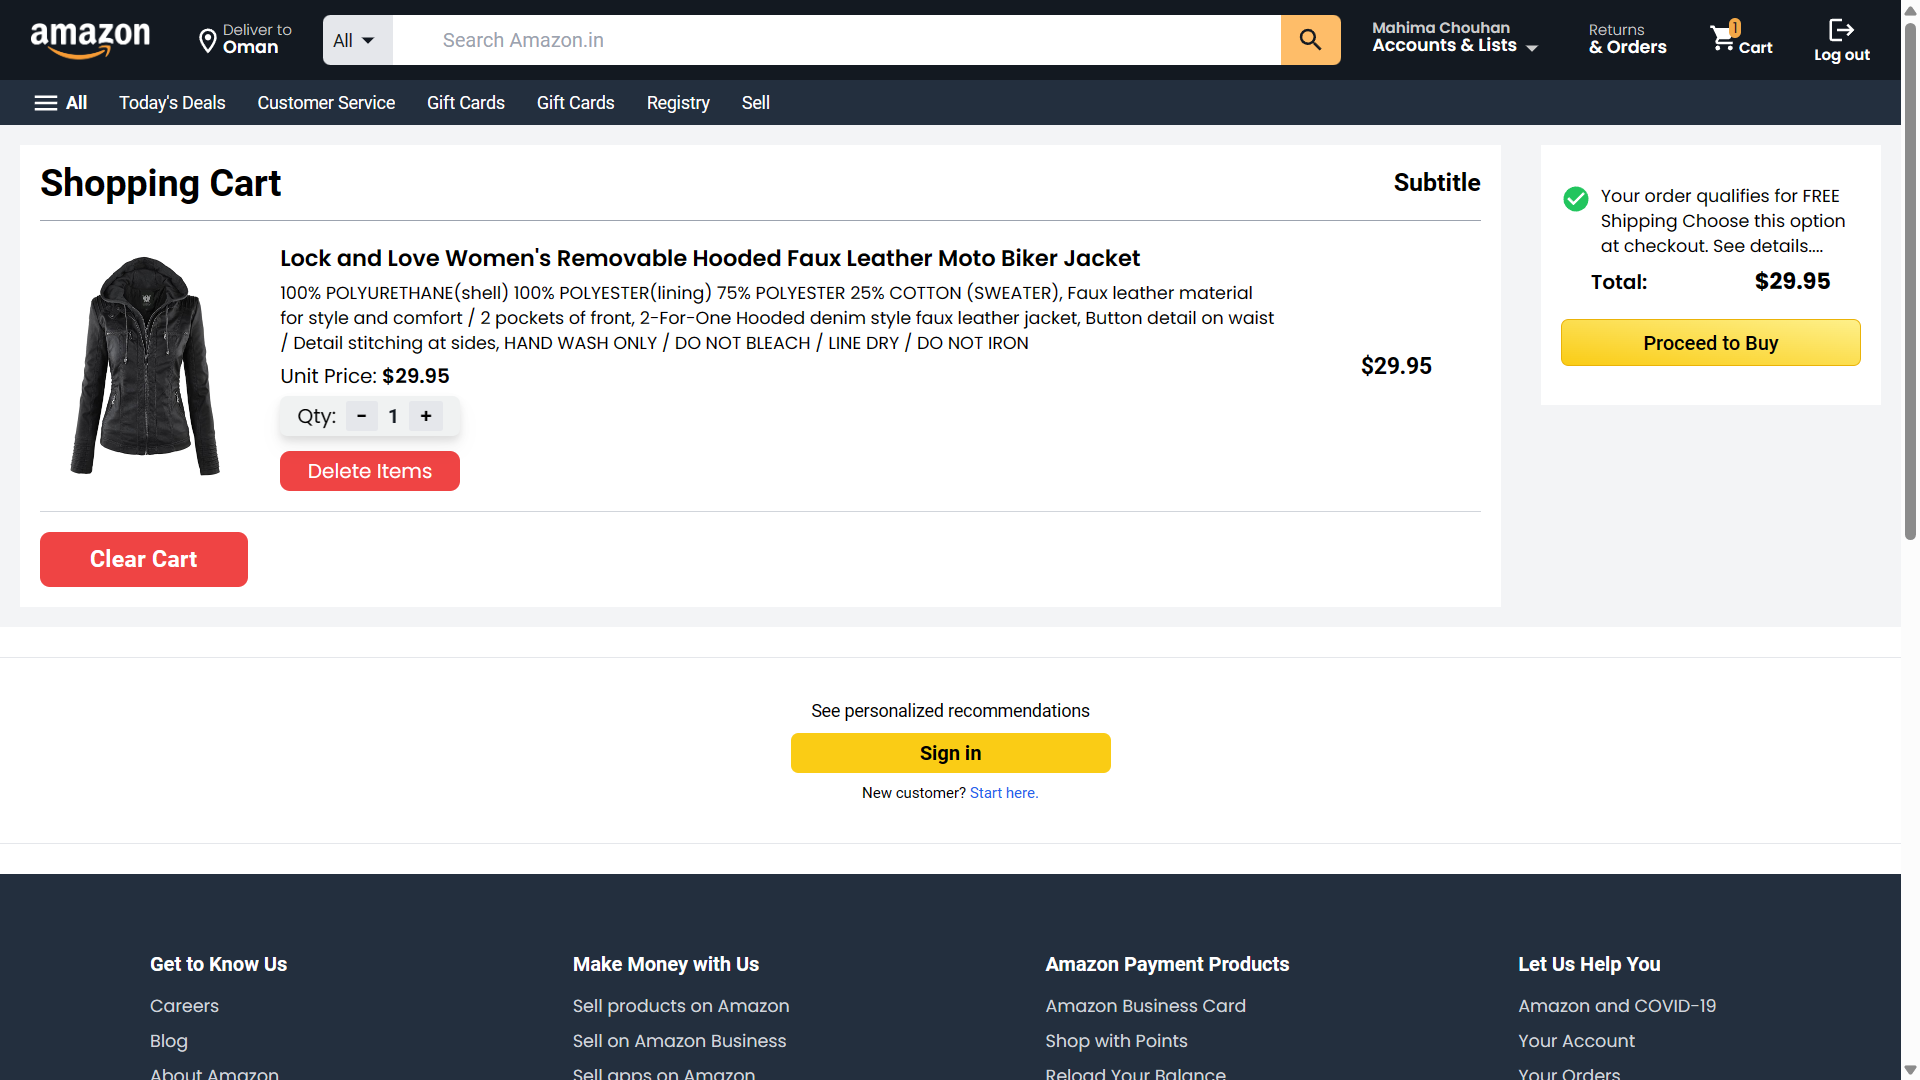 amazon
Deliver to
Oman
All
Search Amazon.in
Mahima Chouhan
Accounts & Lists
Returns
& Orders
1
Cart
Log out
All
Today's Deals
Customer Service
Gift Cards
Gift Cards
Registry
Sell
Shopping Cart
Subtitle
Lock and Love Women's Removable Hooded Faux Leather Moto Biker Jacket
100% POLYURETHANE(shell) 100% POLYESTER(lining) 75% POLYESTER 25% COTTON (SWEATER), Faux leather material
for style and comfort / 2 pockets of front, 2-For-One Hooded denim style faux leather jacket, Button detail on waist
/ Detail stitching at sides, HAND WASH ONLY / DO NOT BLEACH / LINE DRY / DO NOT IRON
Unit Price: $29.95
Qty: - 1 +
Delete Items
$29.95
Clear Cart
Your order qualifies for FREE
Shipping Choose this option
at checkout. See details....
Total: $29.95
Proceed to Buy
See personalized recommendations
Sign in
New customer? Start here.
Get to Know Us
Careers
Blog
About Amazon
Make Money with Us
Sell products on Amazon
Sell on Amazon Business
Sell apps on Amazon
Amazon Payment Products
Amazon Business Card
Shop with Points
Reload Your Balance
Let Us Help You
Amazon and COVID-19
Your Account
Your Orders